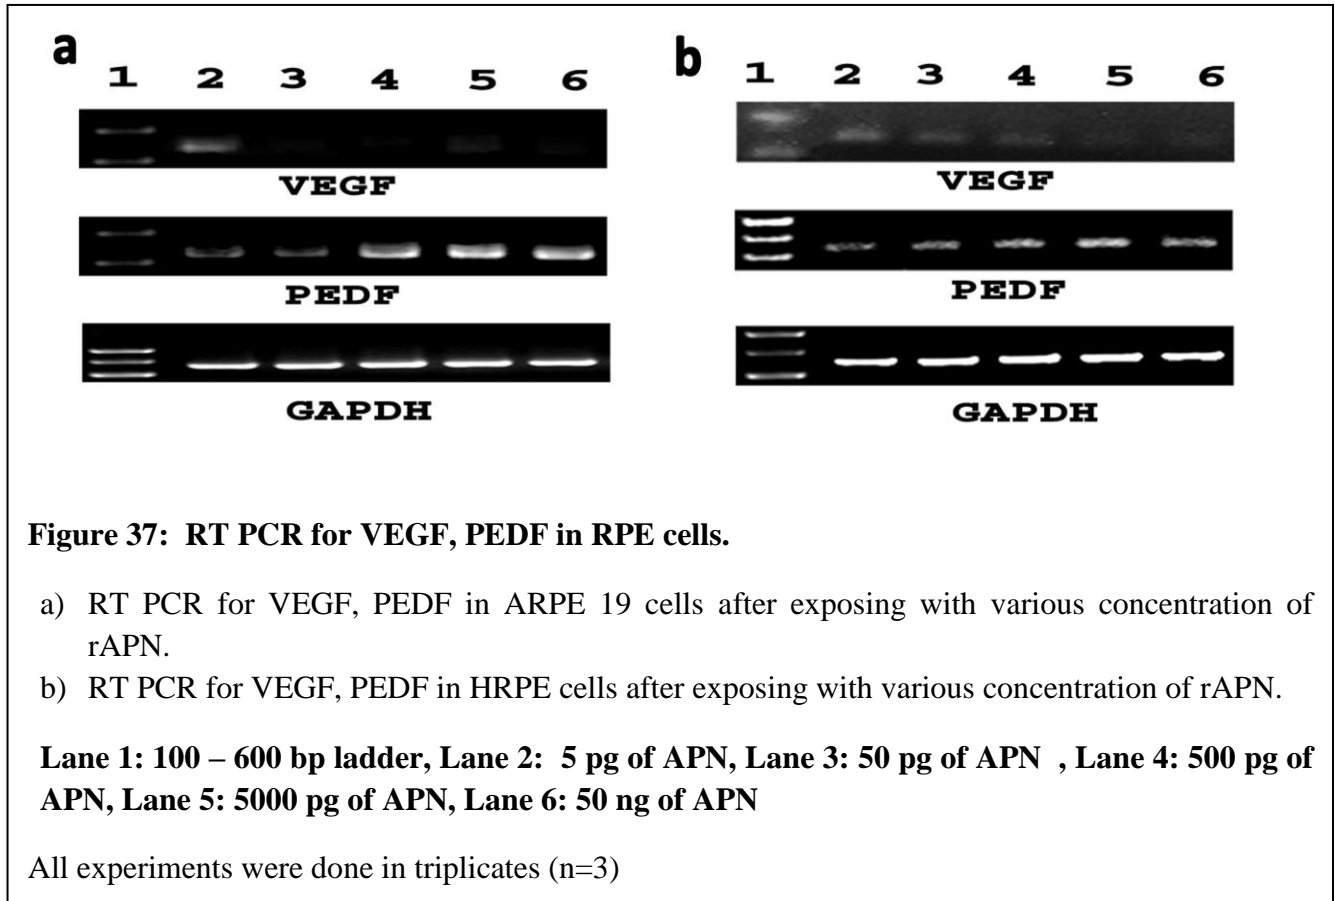 a
1 2 3 4 5 6
VEGF
PEDF
GAPDH
b
1 2 3 4 5 6
VEGF
PEDF
GAPDH
Figure 37: RT PCR for VEGF, PEDF in RPE cells.
a) RT PCR for VEGF, PEDF in ARPE 19 cells after exposing with various concentration of
rAPN.
b) RT PCR for VEGF, PEDF in HRPE cells after exposing with various concentration of rAPN.
Lane 1: 100 – 600 bp ladder, Lane 2: 5 pg of APN, Lane 3: 50 pg of APN , Lane 4: 500 pg of
APN, Lane 5: 5000 pg of APN, Lane 6: 50 ng of APN
All experiments were done in triplicates (n=3)